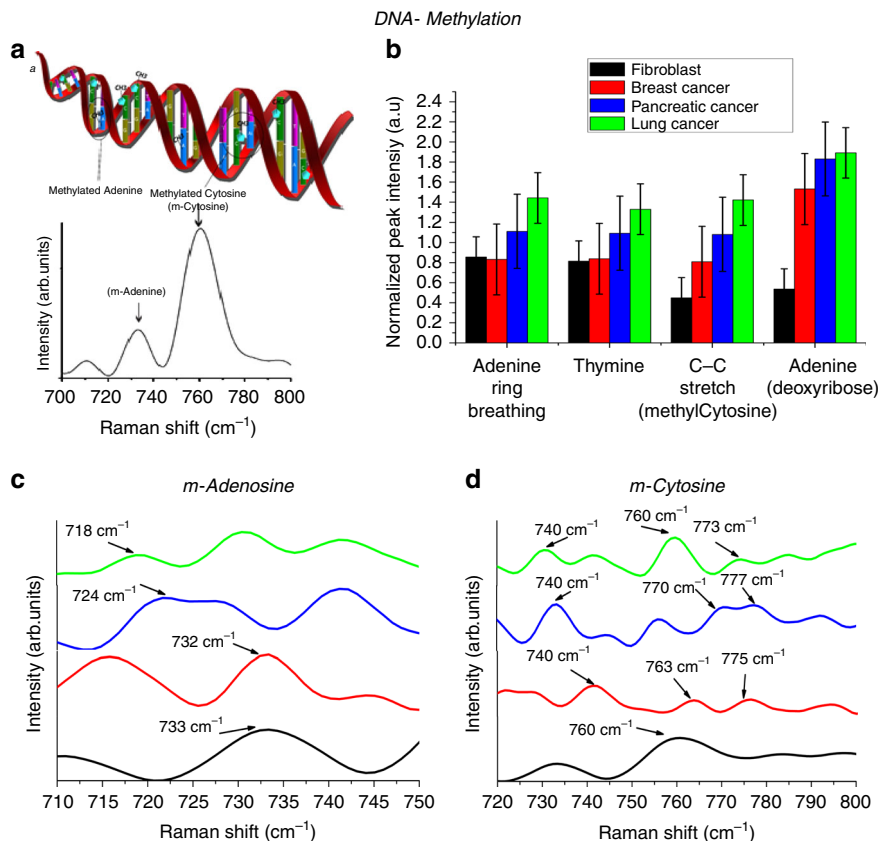 DNA- Methylation
a
a
CH3
CH3
CH3
Methylated Adenine
Methylated Cytosine
(m-Cytosine)
(m-Adenine)
Intensity (arb.units)
700 720 740 760 780 800
Raman shift (cm⁻¹)
b
Fibroblast
Breast cancer
Pancreatic cancer
Lung cancer
Normalized peak intensiy (a.u)
2.4
2.2
2.0
1.8
1.6
1.4
1.2
1.0
0.8
0.6
0.4
0.2
0.0
Adenine
ring
breathing
Thymine
C–C
stretch
(methylCytosine)
Adenine
(deoxyribose)
c
m-Adenosine
718 cm⁻¹
724 cm⁻¹
732 cm⁻¹
733 cm⁻¹
Intensity (arb.units)
710 715 720 725 730 735 740 745 750
Raman shift (cm⁻¹)
d
m-Cytosine
740 cm⁻¹
760 cm⁻¹
773 cm⁻¹
740 cm⁻¹
770 cm⁻¹
777 cm⁻¹
740 cm⁻¹
763 cm⁻¹
775 cm⁻¹
760 cm⁻¹
Intensity (arb.units)
720 730 740 750 760 770 780 790 800
Raman shift (cm⁻¹)